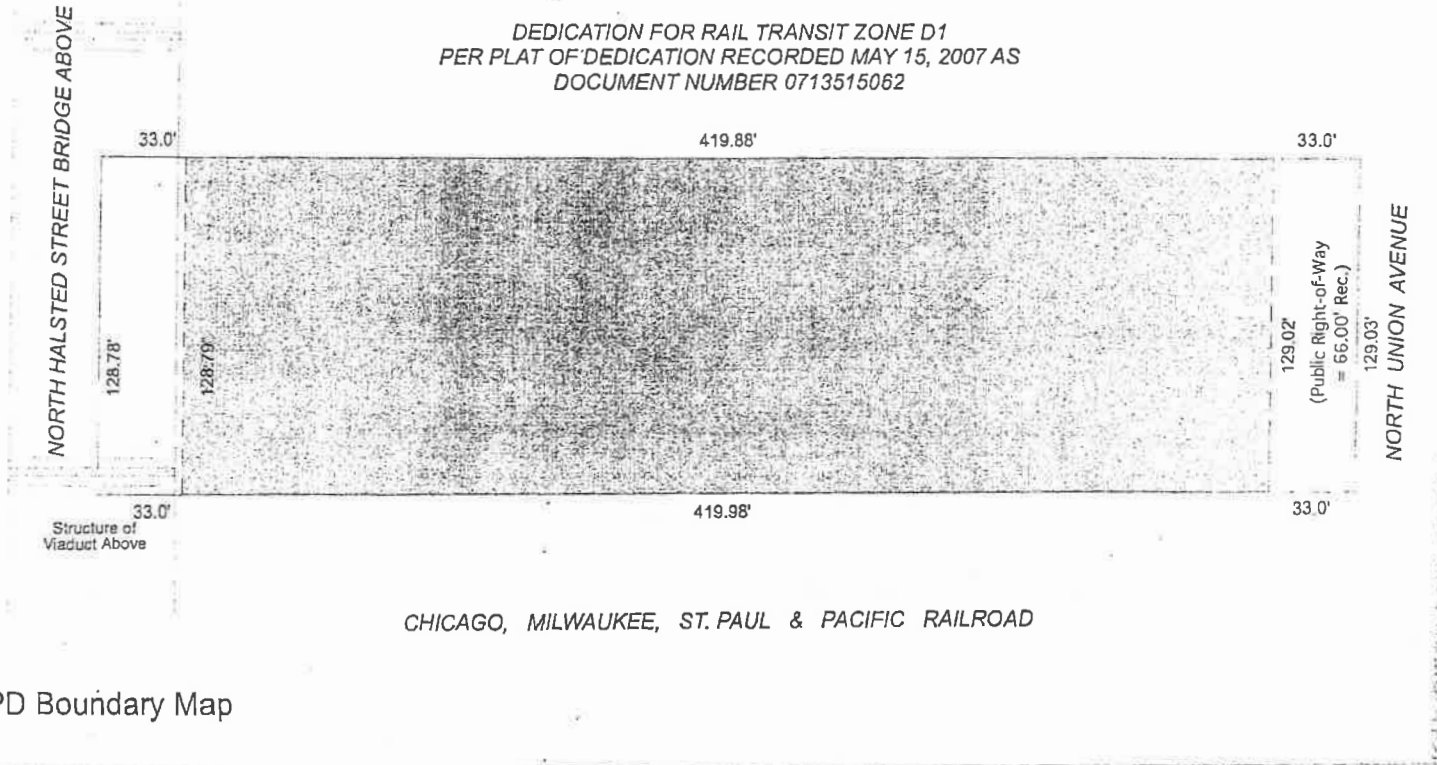 DEDICATION FOR RAIL TRANSIT ZONE D1
PER PLAT OF DEDICATION RECORDED MAY 15, 2007 AS
DOCUMENT NUMBER 0713515062
NORTH HALSTED STREET BRIDGE ABOVE
33.0'
419.88'
33.0'
128.78'
128.79'
129.02'
(Public Right-of-Way
= 66.00' Rec.)
129.03'
NORTH UNION AVENUE
33.0'
419.98'
33.0'
Structure of
Viaduct Above
CHICAGO, MILWAUKEE, ST. PAUL & PACIFIC RAILROAD
PD Boundary Map